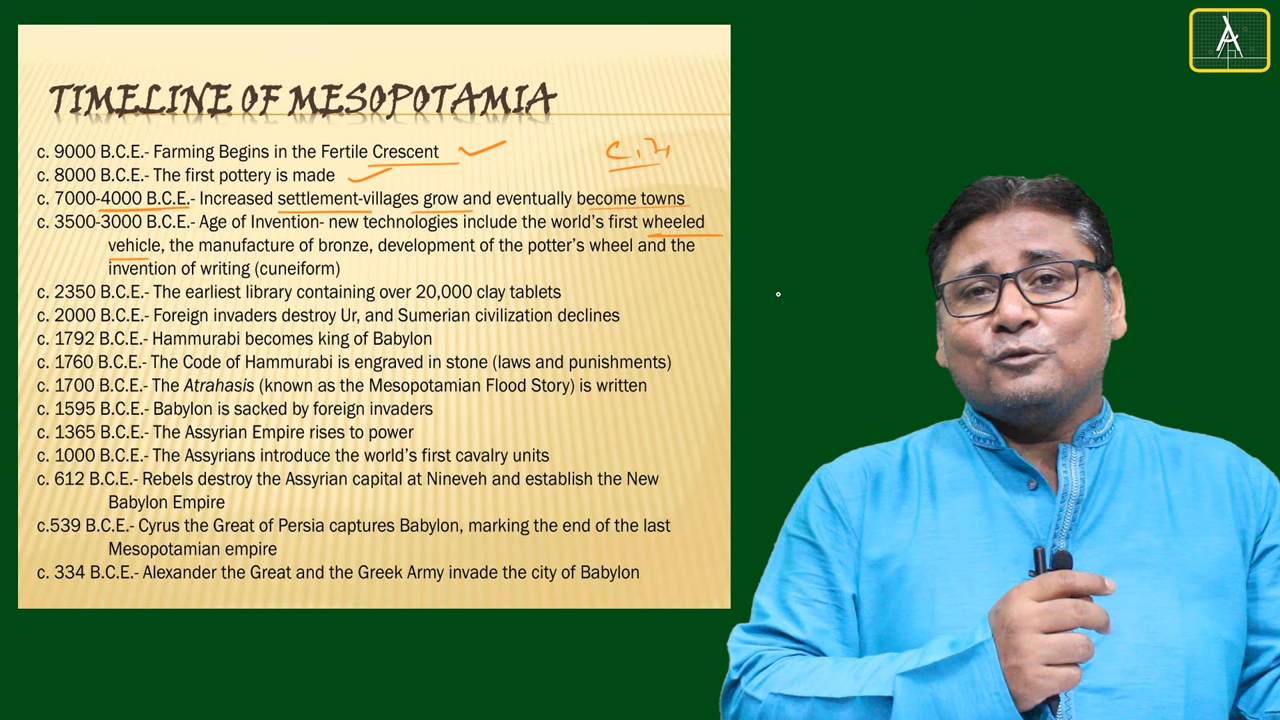 TIMELINE OF MESOPOTAMIA
c. 9000 B.C.E.- Farming Begins in the Fertile Crescent
c. 8000 B.C.E.- The first pottery is made
c. 7000-4000 B.C.E.- Increased settlement-villages grow and eventually become towns
c. 3500-3000 B.C.E.- Age of Invention- new technologies include the world's first wheeled
vehicle, the manufacture of bronze, development of the potter's wheel and the
invention of writing (cuneiform)
c. 2350 B.C.E.- The earliest library containing over 20,000 clay tablets
c. 2000 B.C.E.- Foreign invaders destroy Ur, and Sumerian civilization declines
c. 1792 B.C.E.- Hammurabi becomes king of Babylon
c. 1760 B.C.E.- The Code of Hammurabi is engraved in stone (laws and punishments)
c. 1700 B.C.E.- The Atrahasis (known as the Mesopotamian Flood Story) is written
c. 1595 B.C.E.- Babylon is sacked by foreign invaders
c. 1365 B.C.E.- The Assyrian Empire rises to power
c. 1000 B.C.E.- The Assyrians introduce the world's first cavalry units
c. 612 B.C.E.- Rebels destroy the Assyrian capital at Nineveh and establish the New
Babylon Empire
c.539 B.C.E.- Cyrus the Great of Persia captures Babylon, marking the end of the last
Mesopotamian empire
c. 334 B.C.E.- Alexander the Great and the Greek Army invade the city of Babylon